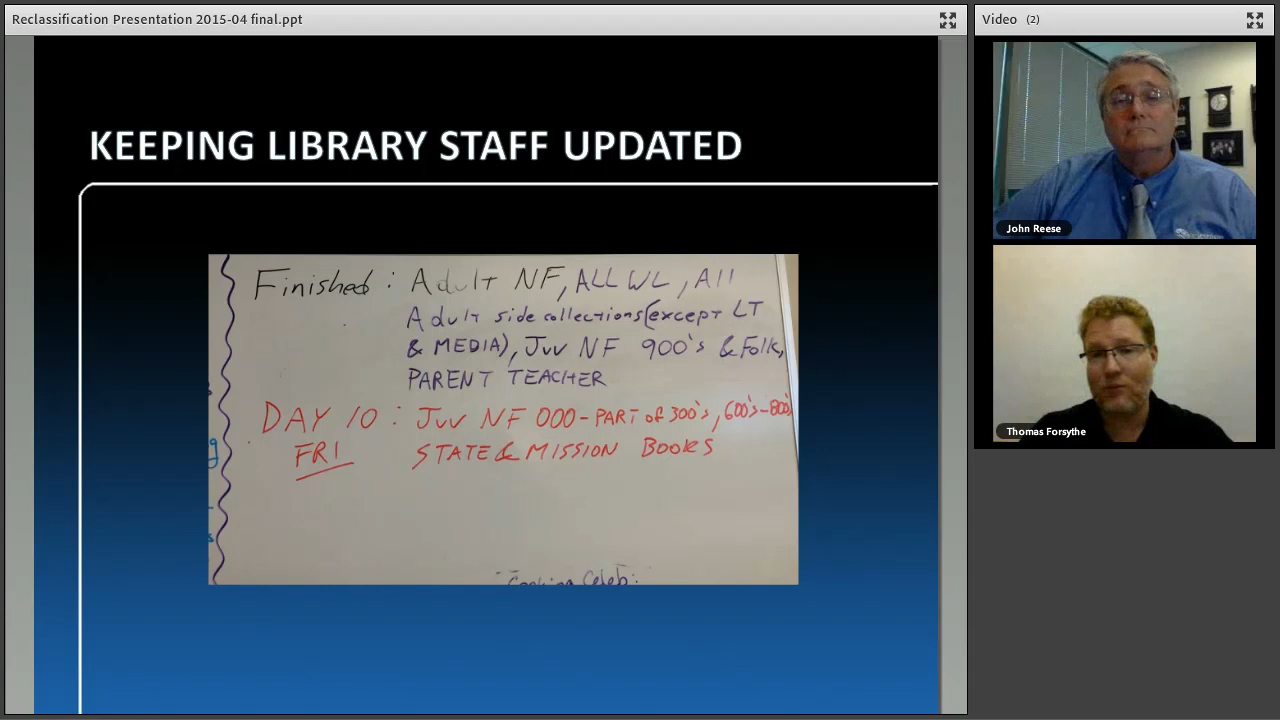 Reclassification Presentation 2015-04 final.ppt
Video (2)
KEEPING LIBRARY STAFF UPDATED
Finished : Adult NF, ALL WL, All
Adult side collections(except LT
& MEDIA), Juv NF 900's & Folk,
PARENT TEACHER
DAY 10 : Juv NF 000-PART of 300's, 600's-800's
FRI STATE & MISSION BOOKS
John Reese
Thomas Forsythe